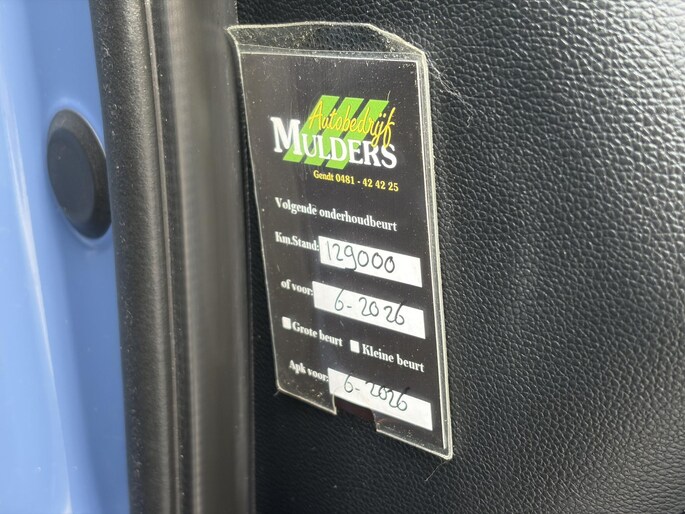 Autobedrijf
MULDERS
Gendt 0481 - 42 42 25
Volgende onderhoudbeurt
Km.Stand: 129000
of voor: 6-2026
Grote beurt Kleine beurt
Apk voor: 6-2026